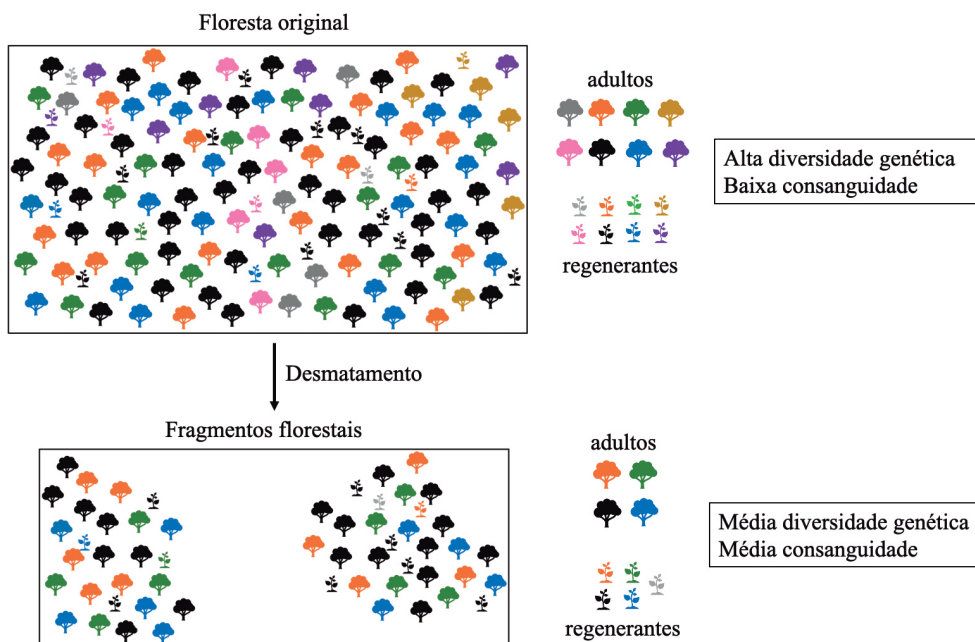 Floresta original
adultos
Alta diversidade genética
Baixa consanguidade
regenerantes
Desmatamento
Fragmentos florestais
adultos
Média diversidade genética
Média consanguidade
regenerantes